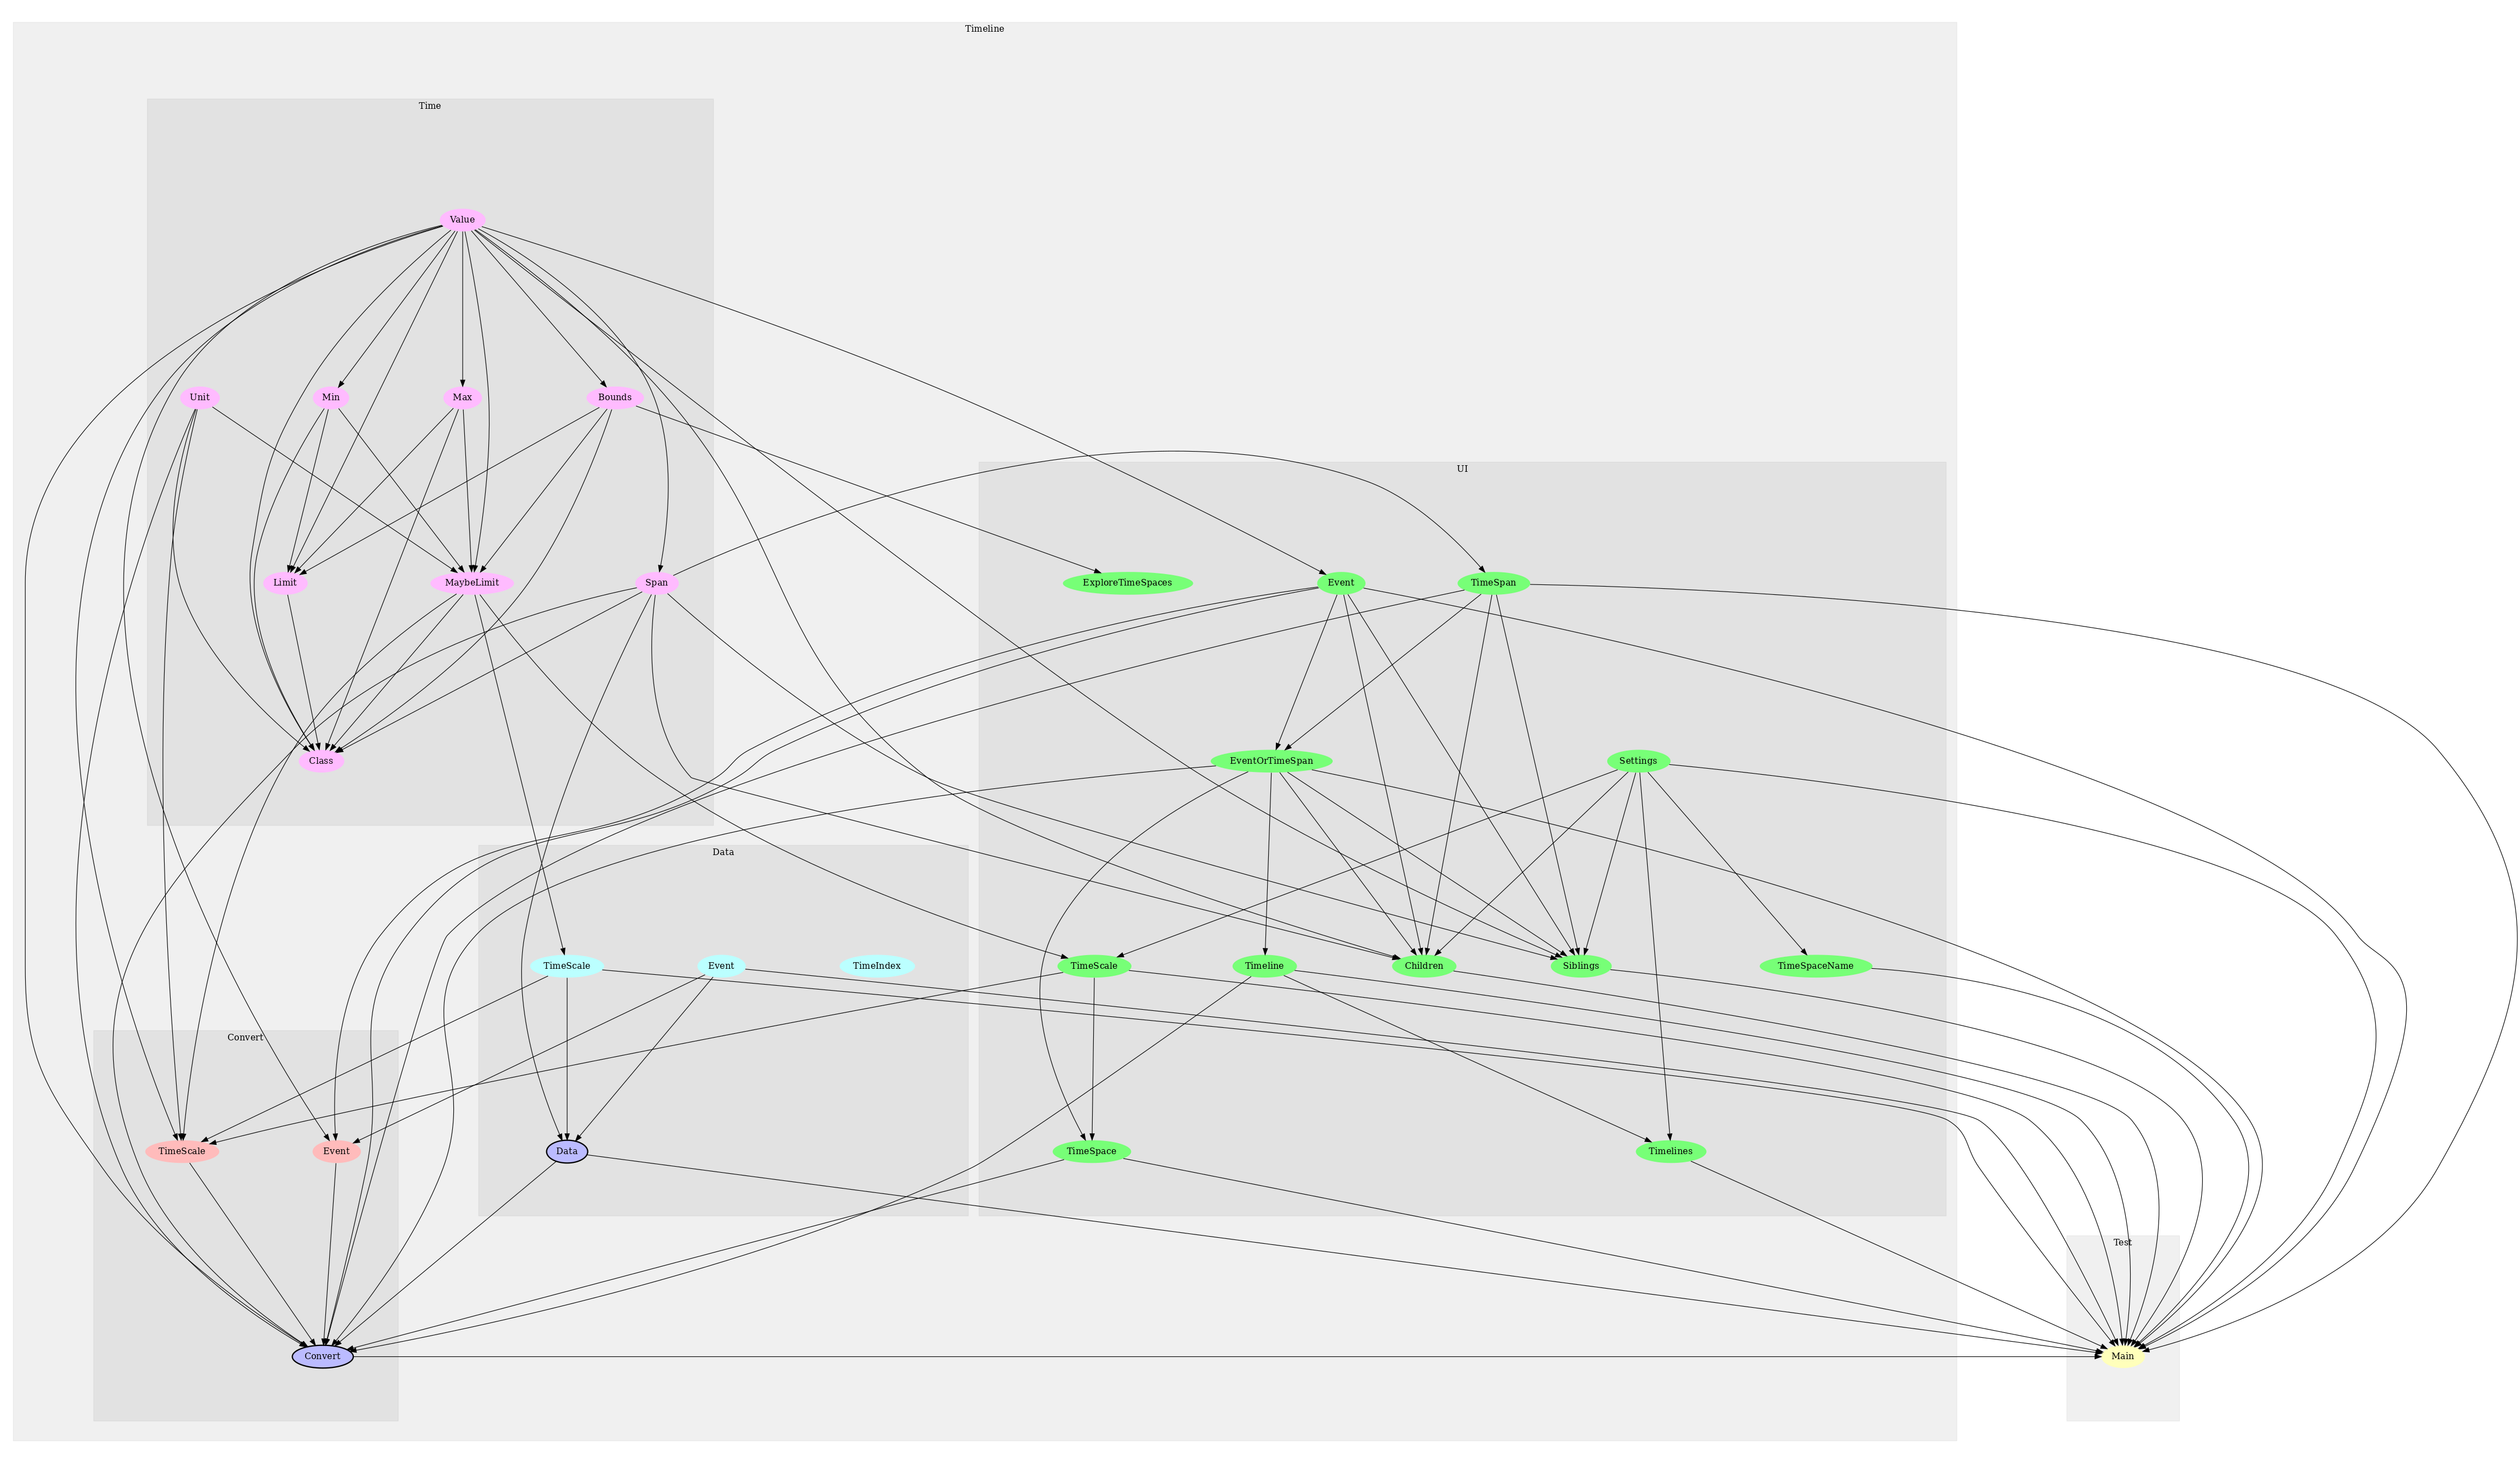 Timeline
Time
Value
Unit
Min
Max
Bounds
UI
Limit
MaybeLimit
Span
ExploreTimeSpaces
Event
TimeSpan
Class
EventOrTimeSpan
Settings
Data
TimeScale
Event
TimeIndex
TimeScale
Timeline
Children
Siblings
TimeSpaceName
Convert
TimeScale
Event
Data
TimeSpace
Timelines
Test
Convert
Main